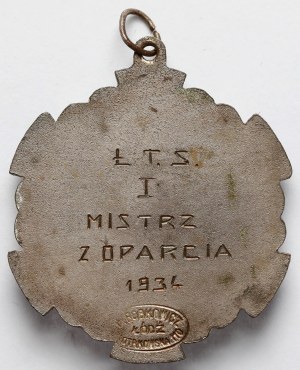 Ł.T.S.
I
MISTRZ
Z OPARCIA
1934
ŁÓDŹ